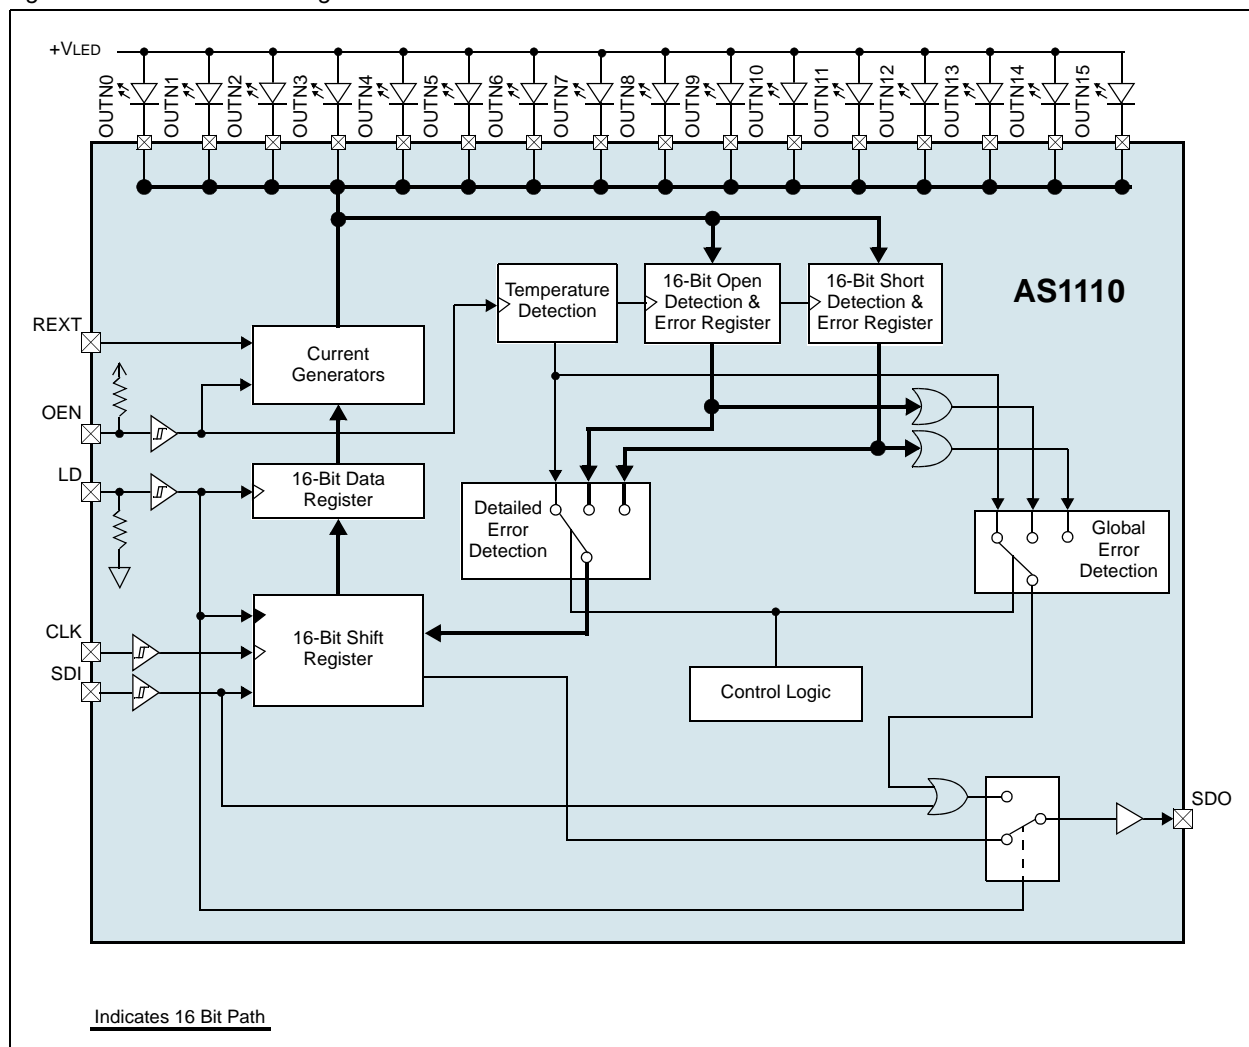 +VLED
OUTN0
OUTN1
OUTN2
OUTN3
OUTN4
OUTN5
OUTN6
OUTN7
OUTN8
OUTN9
OUTN10
OUTN11
OUTN12
OUTN13
OUTN14
OUTN15
AS1110
Temperature
Detection
16-Bit Open
Detection &
Error Register
16-Bit Short
Detection &
Error Register
REXT
Current
Generators
OEN
LD
16-Bit Data
Register
Detailed
Error
Detection
Global
Error
Detection
CLK
SDI
16-Bit Shift
Register
Control Logic
SDO
Indicates 16 Bit Path